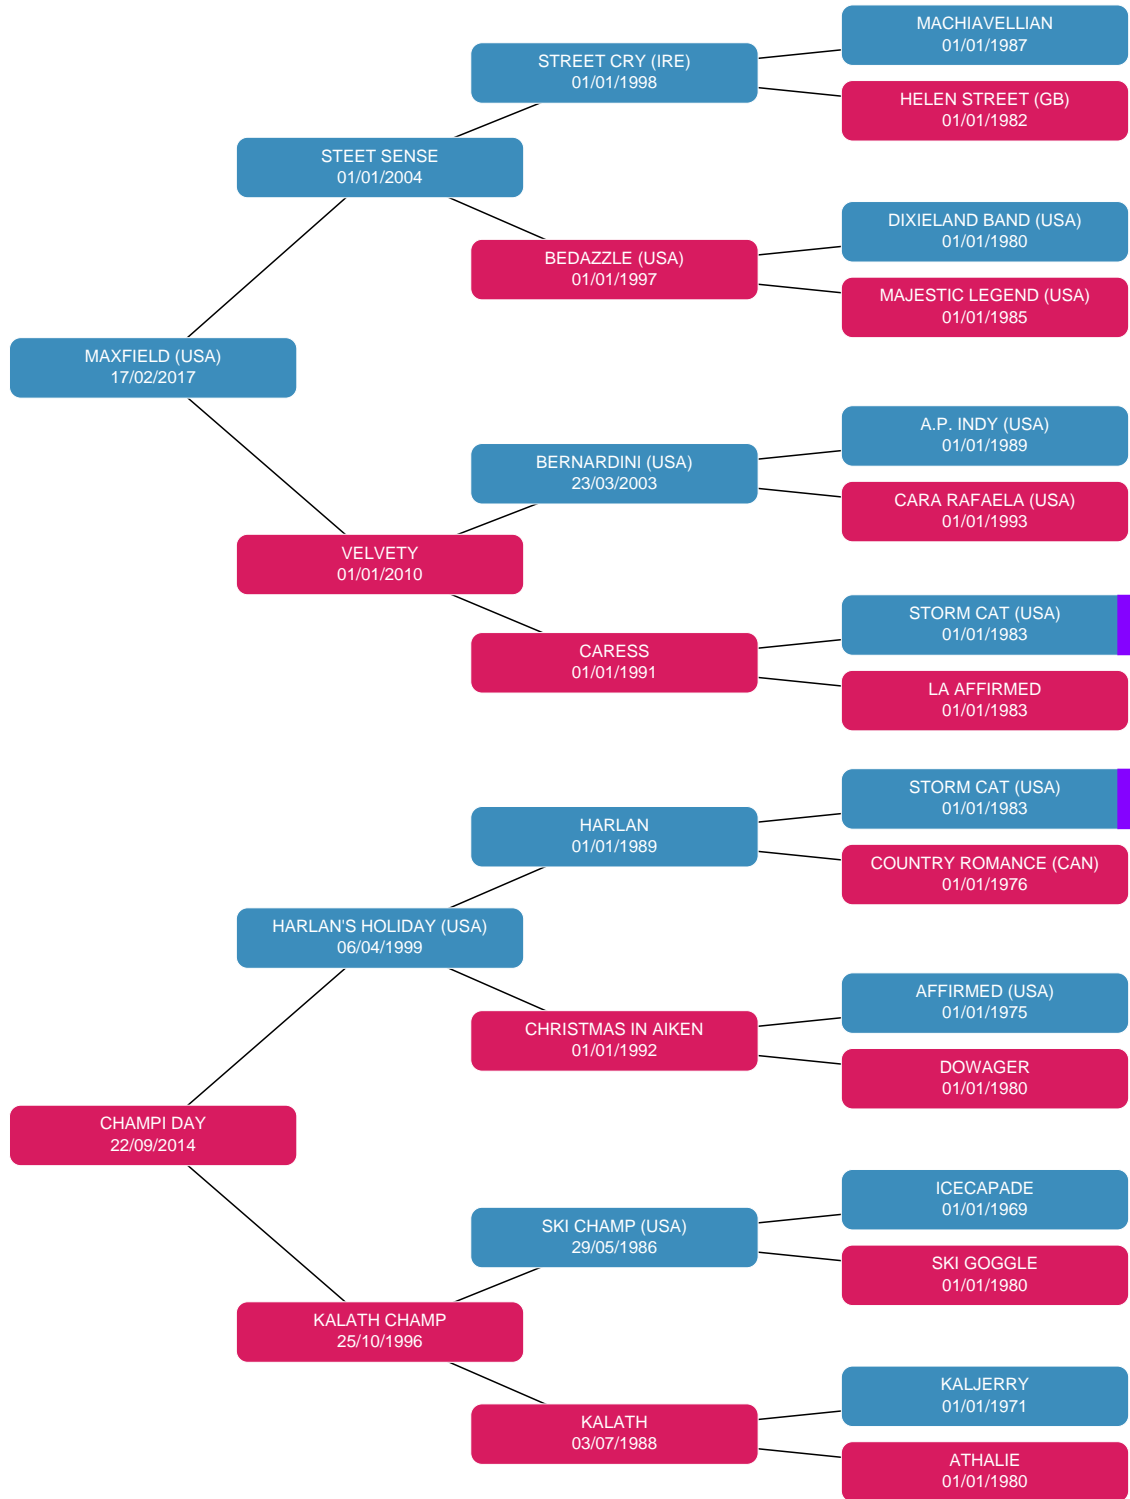 MACHIAVELLIAN
01/01/1987
STREET CRY (IRE)
01/01/1998
HELEN STREET (GB)
01/01/1982
STEET SENSE
01/01/2004
DIXIELAND BAND (USA)
01/01/1980
BEDAZZLE (USA)
01/01/1997
MAJESTIC LEGEND (USA)
01/01/1985
MAXFIELD (USA)
17/02/2017
A.P. INDY (USA)
01/01/1989
BERNARDINI (USA)
23/03/2003
CARA RAFAELA (USA)
01/01/1993
VELVETY
01/01/2010
STORM CAT (USA)
01/01/1983
CARESS
01/01/1991
LA AFFIRMED
01/01/1983
STORM CAT (USA)
01/01/1983
HARLAN
01/01/1989
COUNTRY ROMANCE (CAN)
01/01/1976
HARLAN'S HOLIDAY (USA)
06/04/1999
AFFIRMED (USA)
01/01/1975
CHRISTMAS IN AIKEN
01/01/1992
DOWAGER
01/01/1980
CHAMPI DAY
22/09/2014
ICECAPADE
01/01/1969
SKI CHAMP (USA)
29/05/1986
SKI GOGGLE
01/01/1980
KALATH CHAMP
25/10/1996
KALJERRY
01/01/1971
KALATH
03/07/1988
ATHALIE
01/01/1980